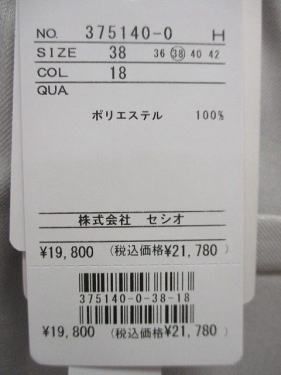 NO. 375140-0 H
SIZE 38 36 38 40 42
COL 18
QUA.
ポリエステル 100%
株式会社 セシオ
¥19,800 (税込価格¥21,780)
375140-0-38-18
¥19,800 (税込価格¥21,780)